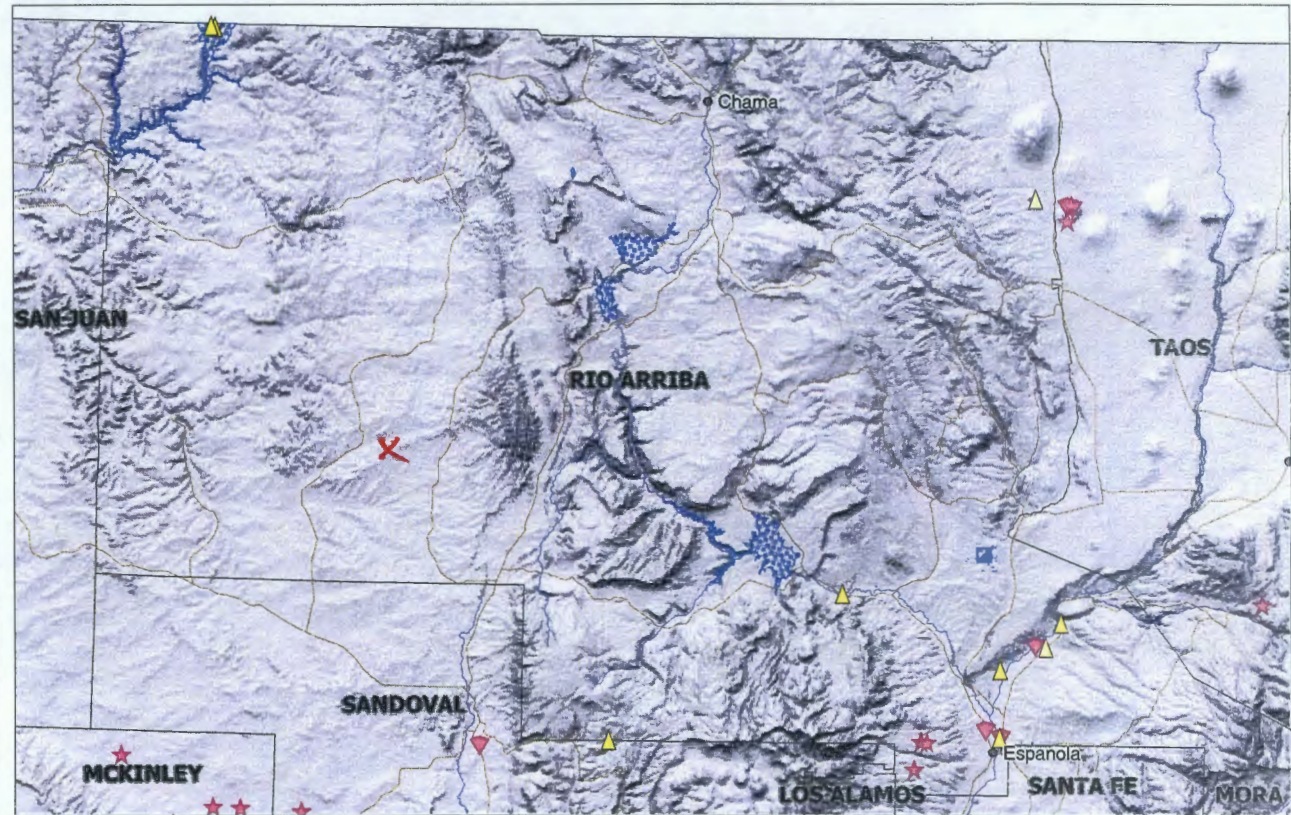 Chama
SAN JUAN
TAOS
RIO ARRIBA
SANDOVAL
Espanola
MCKINLEY
SANTA FE
LOS ALAMOS
MORA